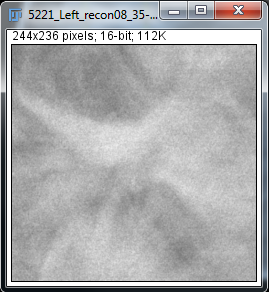 5221_Left_recon08_35-...
244x236 pixels; 16-bit; 112K